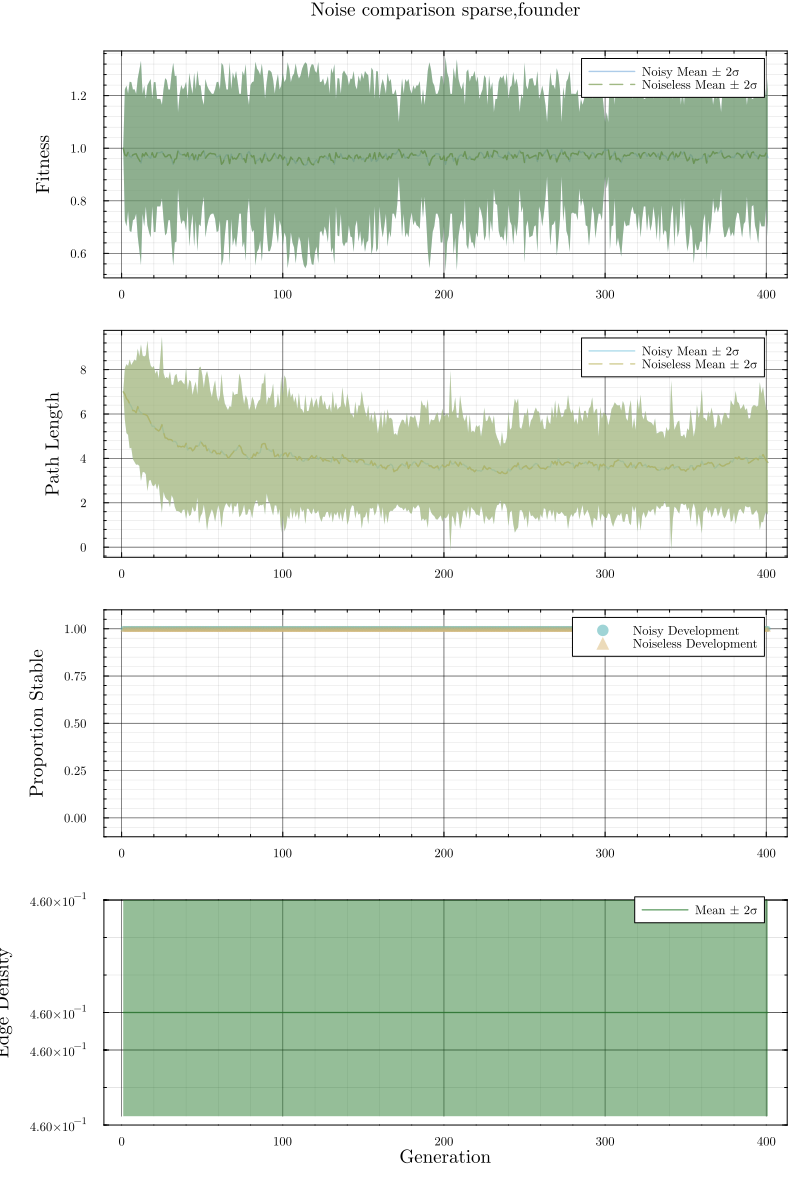 Noise comparison sparse,founder
Fitness
1.2
1.0
0.8
0.6
Noisy Mean ± 2σ
Noiseless Mean ± 2σ
0 100 200 300 400
Path Length
8
6
4
2
0
Noisy Mean ± 2σ
Noiseless Mean ± 2σ
0 100 200 300 400
Proportion Stable
1.00
0.75
0.50
0.25
0.00
Noisy Development
Noiseless Development
0 100 200 300 400
Edge Density
4.60×10⁻¹
4.60×10⁻¹
4.60×10⁻¹
4.60×10⁻¹
Mean ± 2σ
0 100 200 300 400
Generation